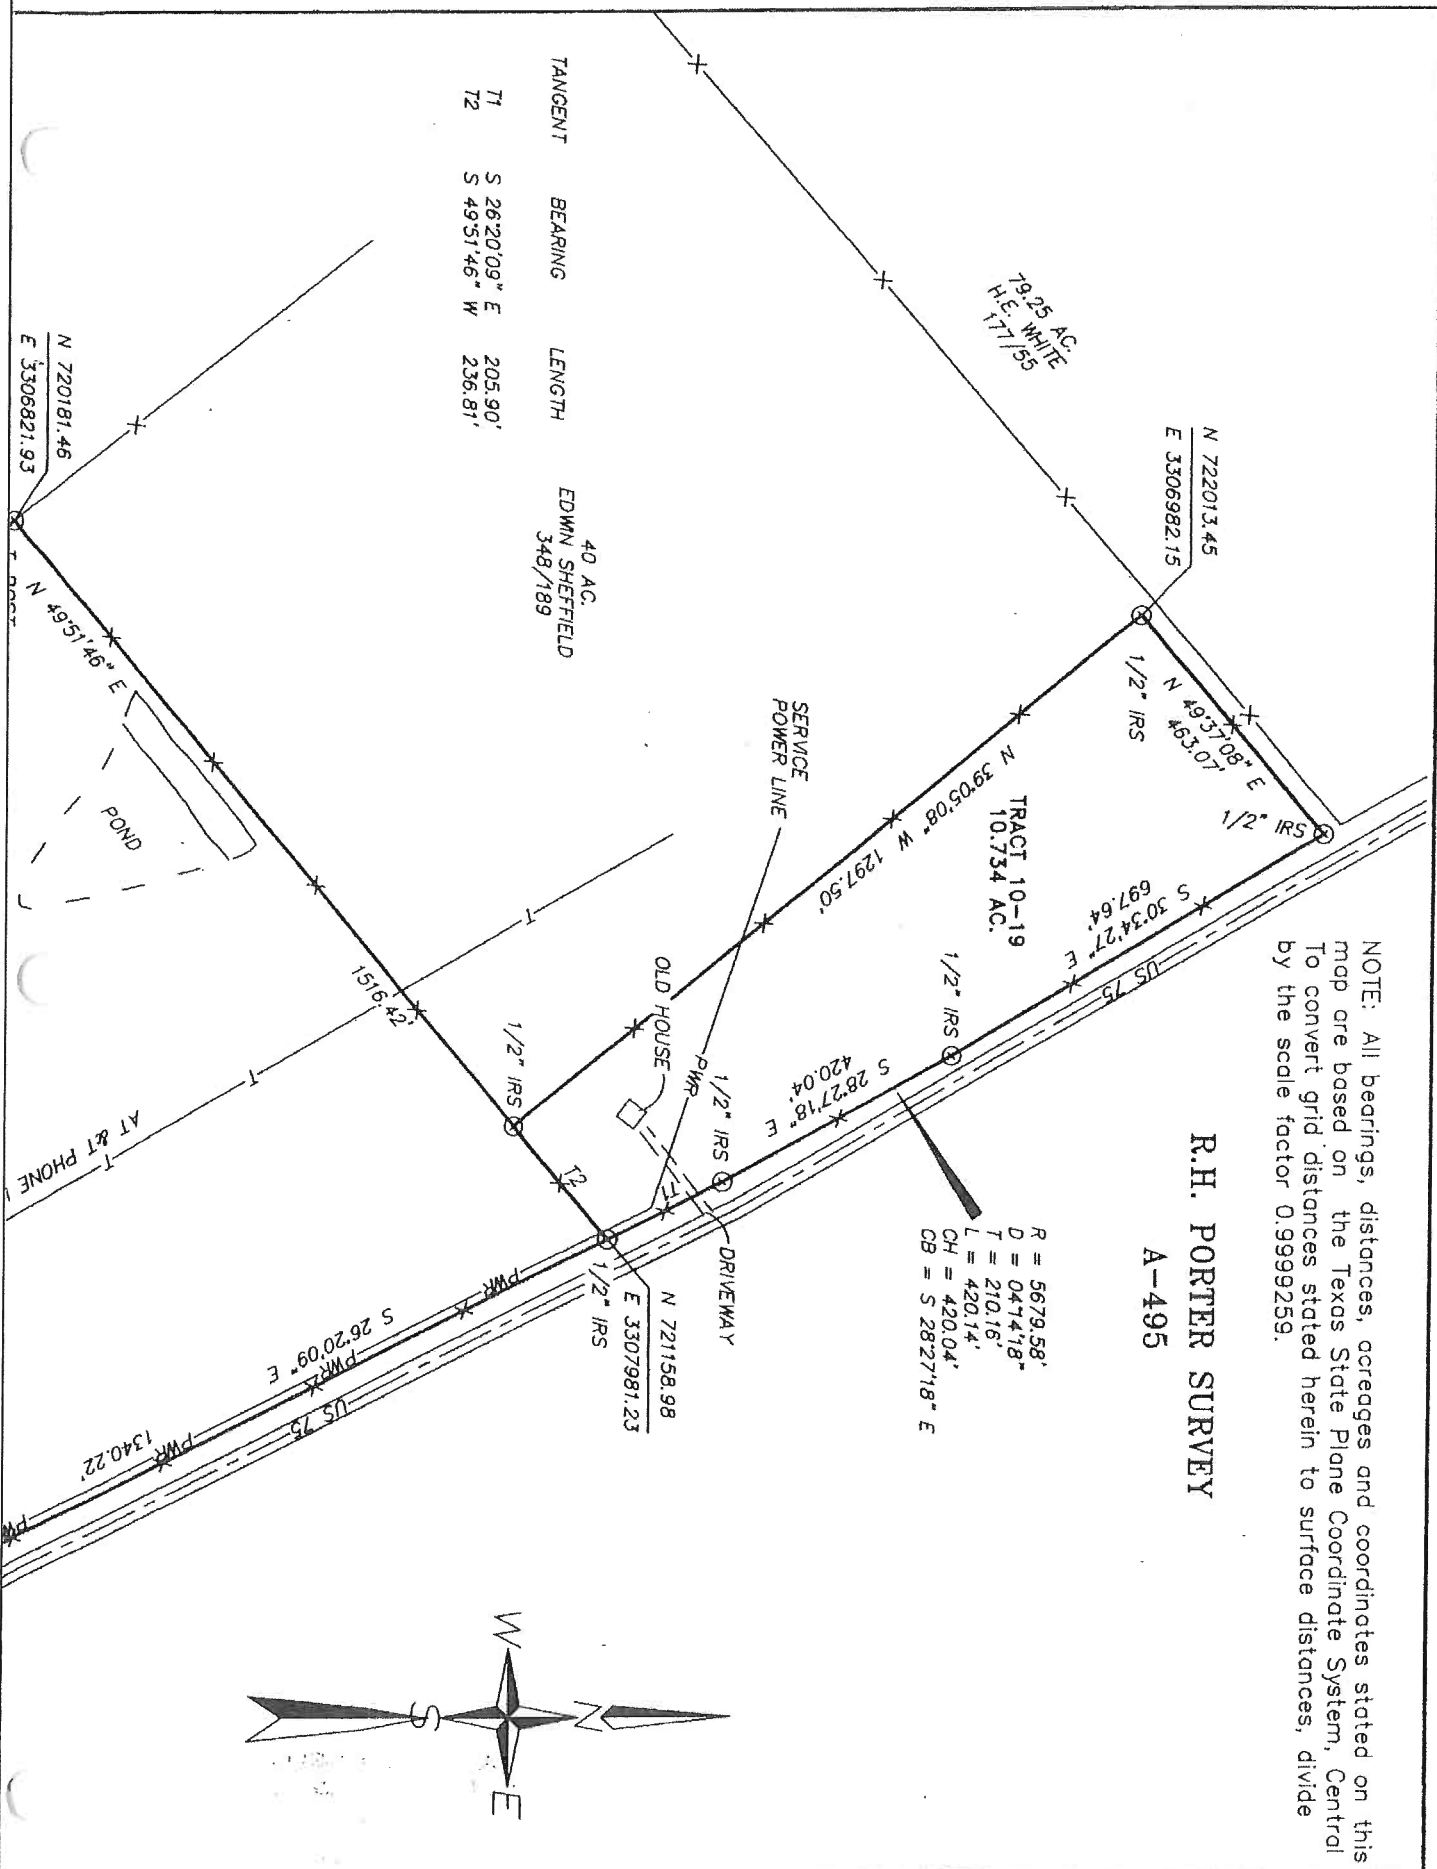 NOTE: All bearings, distances, acreages and coordinates stated on this
map are based on the Texas State Plane Coordinate System, Central
To convert grid distances stated herein to surface distances, divide
by the scale factor 0.9999259.
R.H. PORTER SURVEY
A-495
79.25 AC.
H.E. WHITE
177/55
N 722013.45
E 3306982.15
1/2" IRS
N 49°37'08" E
463.07'
1/2" IRS
S 30°34'27" E
697.64'
US 75
TRACT 10-19
10.734 AC.
N 39°05'08" W 1297.50'
1/2" IRS
S 28°27'18" E
420.04'
R = 5679.58'
D = 04°14'18"
T = 210.16'
L = 420.14'
CH = 420.04'
CB = S 28°27'18" E
SERVICE
POWER LINE
OLD HOUSE
PWR
1/2" IRS
T1
DRIVEWAY
1/2" IRS
T2
1/2" IRS
N 721158.98
E 3307981.23
TANGENT BEARING LENGTH
T1 S 26°20'09" E 205.90'
T2 S 49°51'46" W 236.81'
40 AC.
EDWIN SHEFFIELD
348/189
N 720181.46
E 3306821.93
N 49°51'46" E
1516.42'
POND
T
T
T
AT &T PHONE
PWR
S 26°20'09" E
PWR
US 75
PWR
1340.22'
N
W
E
S